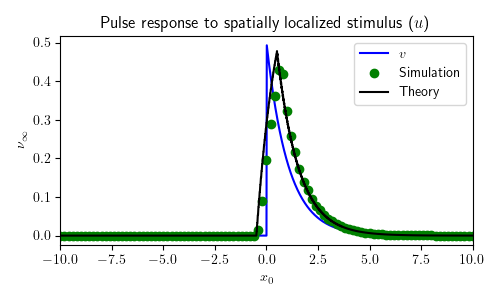 Pulse response to spatially localized stimulus (u)
0.5
0.4
0.3
0.2
0.1
0.0
ν∞
v
Simulation
Theory
−10.0 −7.5 −5.0 −2.5 0.0 2.5 5.0 7.5 10.0
x₀